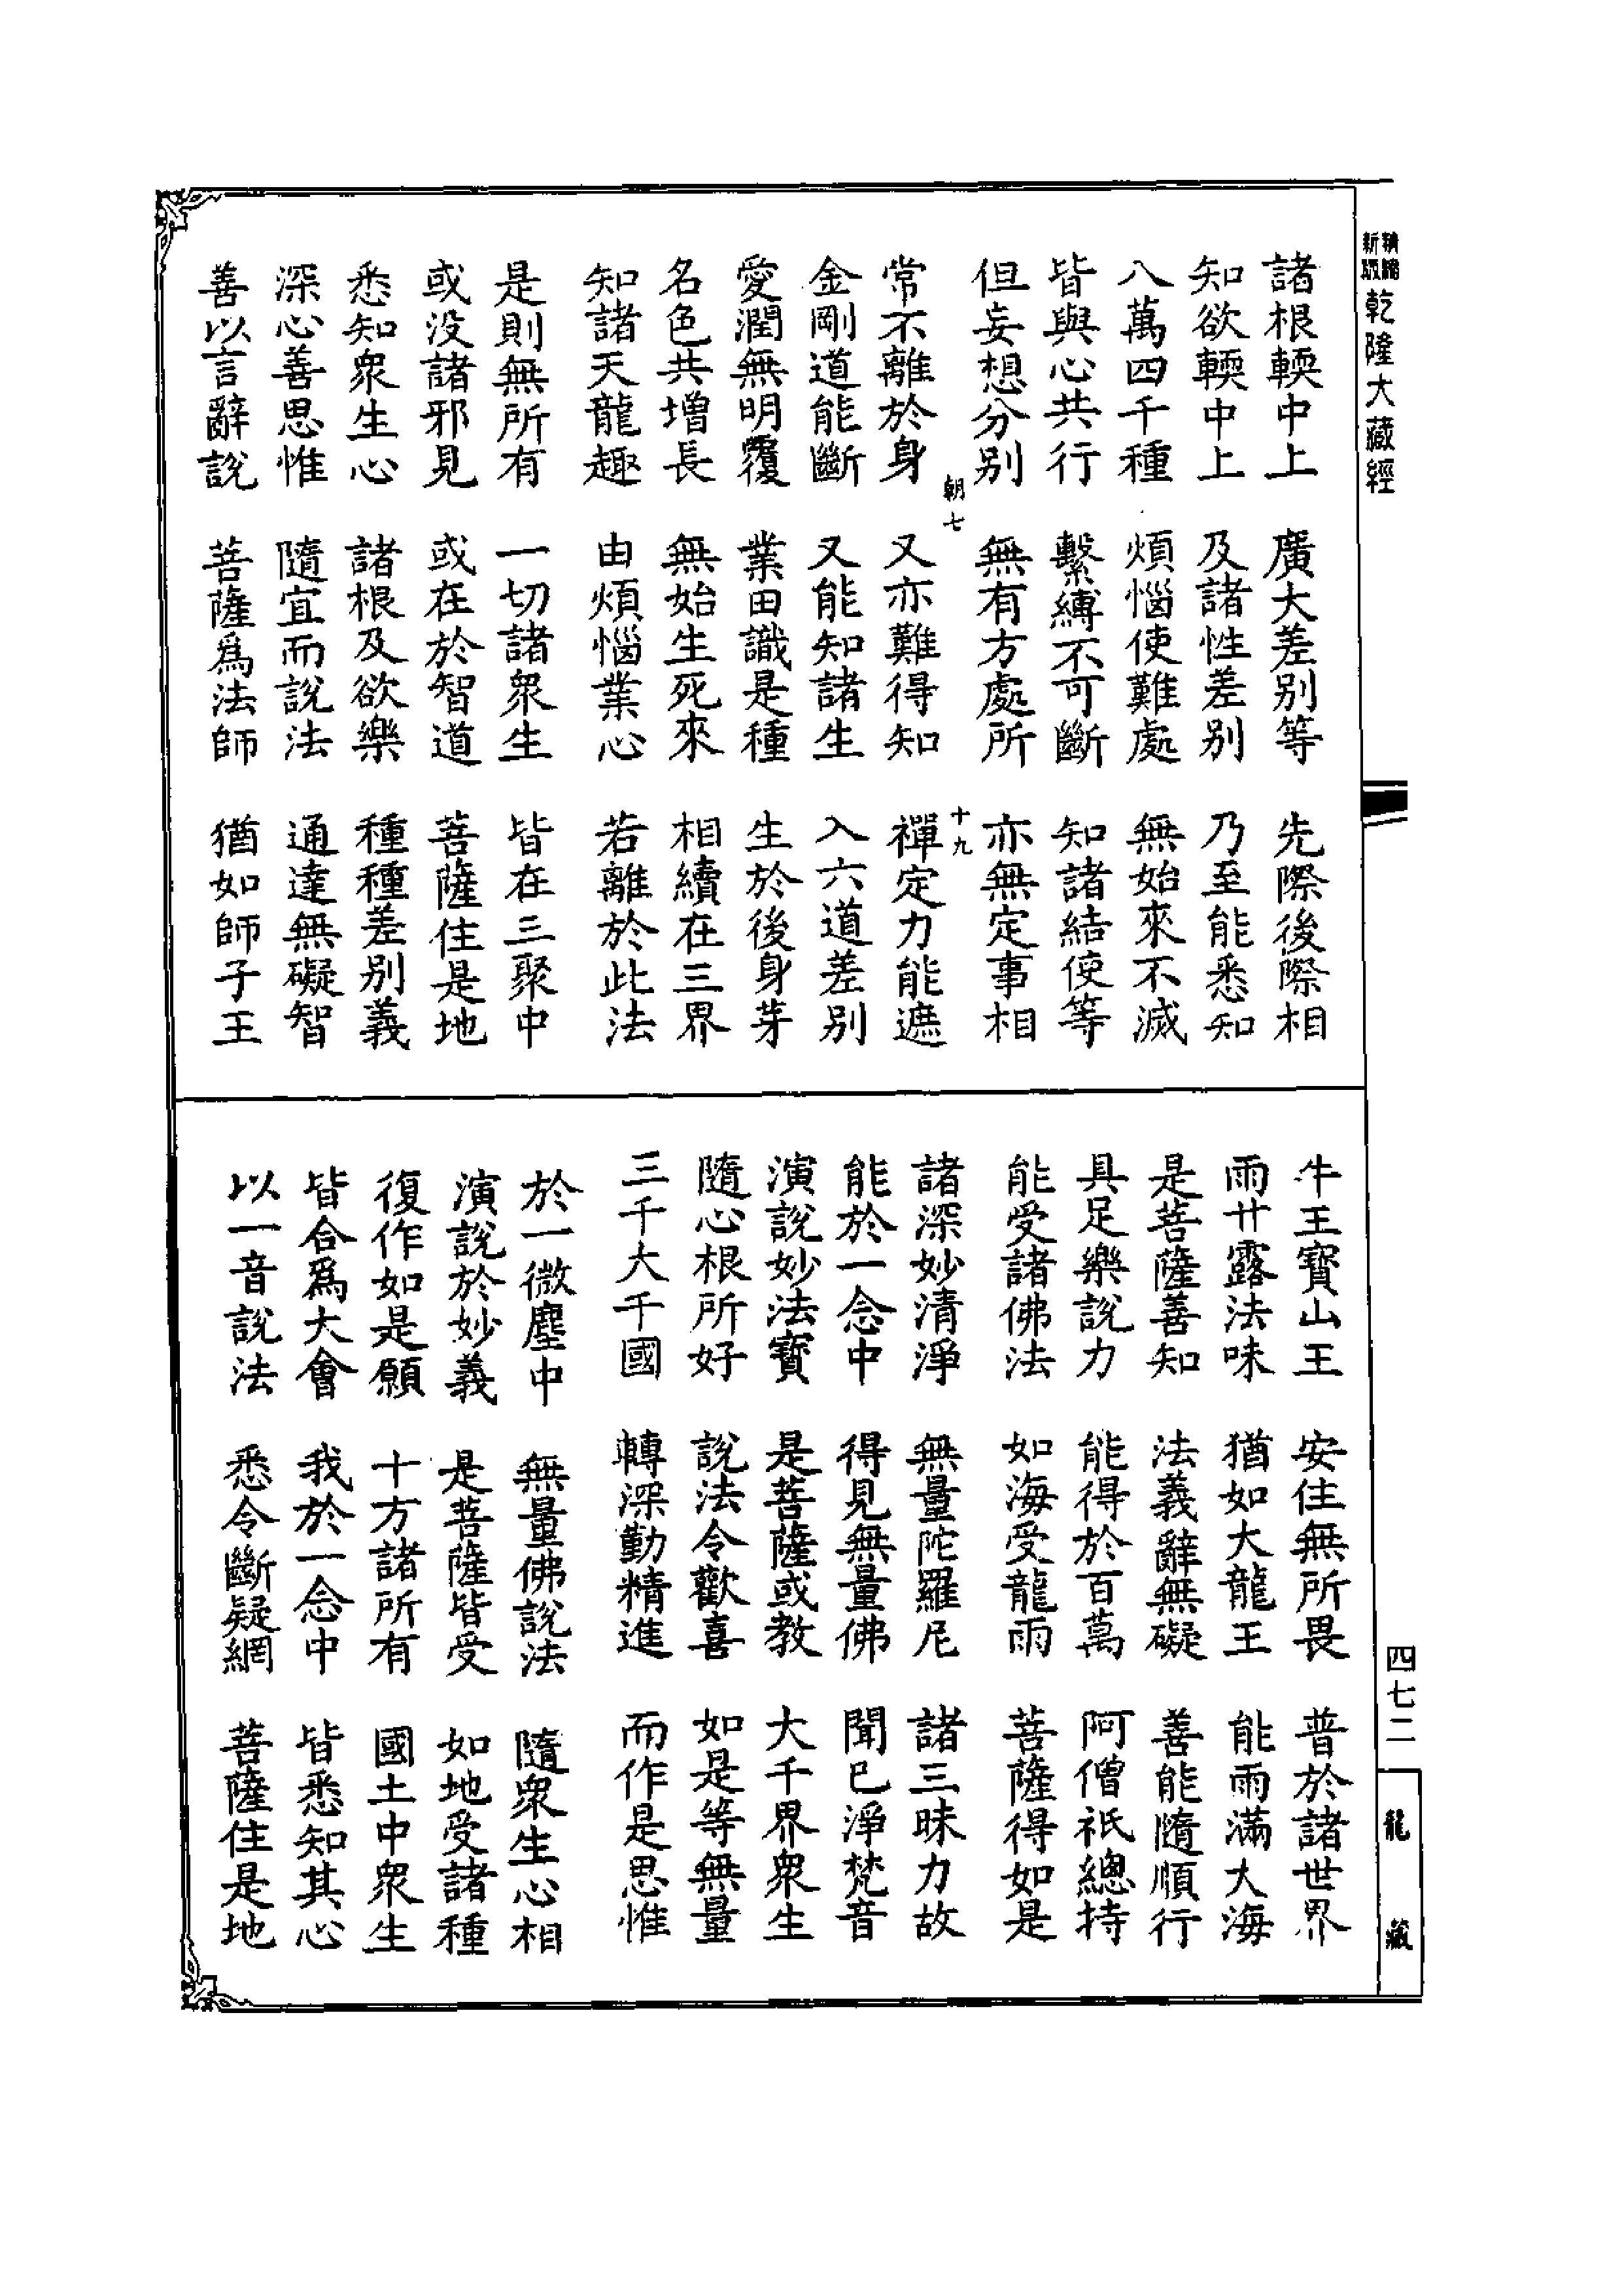 精縮新版乾隆大藏經
諸根輭中上　廣大差別等　先際後際相
知欲輭中上　及諸性差別　乃至能悉知
八萬四千種　煩惱使難處　無始來不滅
皆與心共行　繫縛不可斷　知諸結使等
但妄想分別　無有方處所　亦無定事相
朝七　十九
常不離於身　又亦難得知　禪定力能遮
金剛道能斷　又能知諸生　入六道差別
愛潤無明覆　業田識是種　生於後身芽
名色共增長　無始生死來　相續在三界
知諸天龍趣　由煩惱業心　若離於此法
是則無所有　一切諸眾生　皆在三聚中
或没諸邪見　或在於智道　菩薩住是地
悉知眾生心　諸根及欲樂　種種差別義
深心善思惟　隨宜而說法　通達無礙智
善以言辭說　菩薩爲法師　猶如師子王
牛王寶山王　安住無所畏　普於諸世界
雨甘露法味　猶如大龍王　能雨滿大海
是菩薩善知　法義辭無礙　善能隨順行
具足樂說力　能得於百萬　阿僧祇總持
能受諸佛法　如海受龍雨　菩薩得如是
諸深妙清淨　無量陀羅尼　諸三昧力故
能於一念中　得見無量佛　聞已淨梵音
演說妙法寶　是菩薩或教　大千界衆生
隨心根所好　說法令歡喜　如是等無量
三千大千國　轉深勤精進　而作是思惟
於一微塵中　無量佛說法　隨衆生心相
演說於妙義　是菩薩皆受　如地受諸種
復作如是願　十方諸所有　國土中衆生
皆合爲大會　我於一念中　皆悉知其心
以一音說法　悉令斷疑網　菩薩住是地
四七二
龍藏